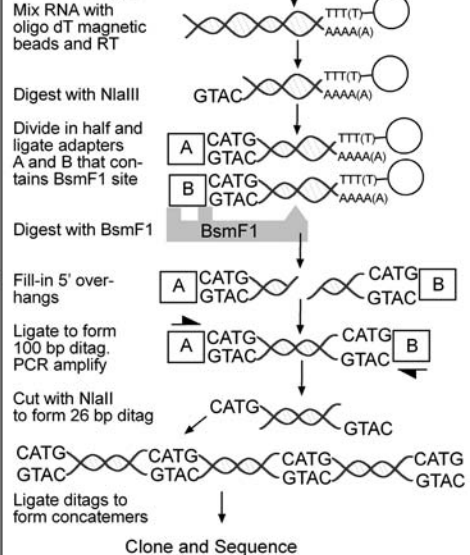 Mix RNA with
oligo dT magnetic
beads and RT
TTT(T)
AAAA(A)
Digest with NlaIII
GTAC
TTT(T)
AAAA(A)
Divide in half and
ligate adapters
A and B that con-
tains BsmF1 site
A
CATG
GTAC
TTT(T)
AAAA(A)
B
CATG
GTAC
TTT(T)
AAAA(A)
Digest with BsmF1
BsmF1
Fill-in 5' over-
hangs
A
CATG
GTAC
CATG
GTAC
B
Ligate to form
100 bp ditag.
PCR amplify
A
CATG
GTAC
CATG
GTAC
B
Cut with NlaII
to form 26 bp ditag
CATG
GTAC
CATG CATG CATG CATG
GTAC GTAC GTAC GTAC
Ligate ditags to
form concatemers
Clone and Sequence